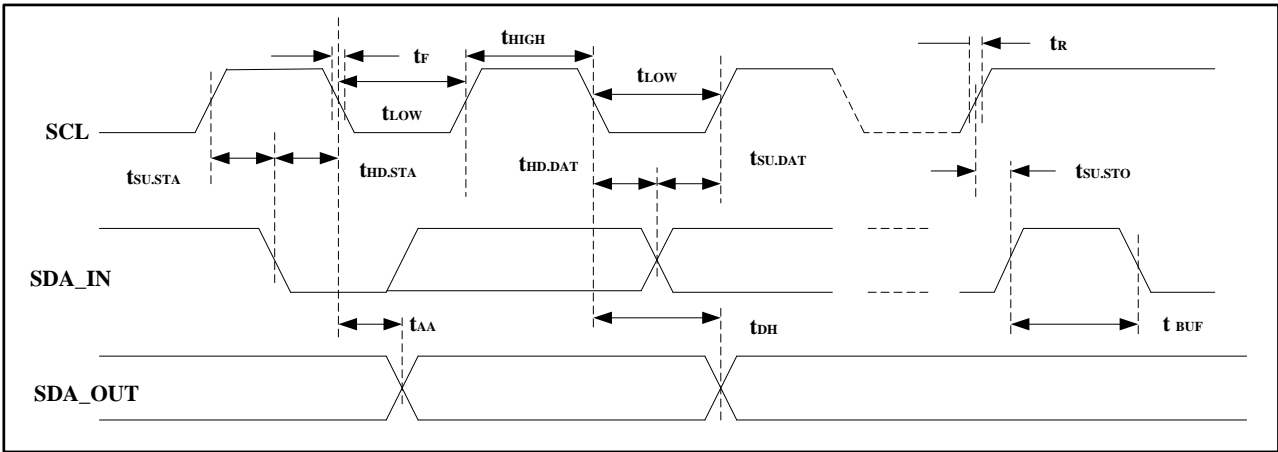 tF
tHIGH
tR
tLOW
tLOW
SCL
tSU.STA
tHD.STA
tHD.DAT
tSU.DAT
tSU.STO
SDA_IN
tAA
tDH
t BUF
SDA_OUT